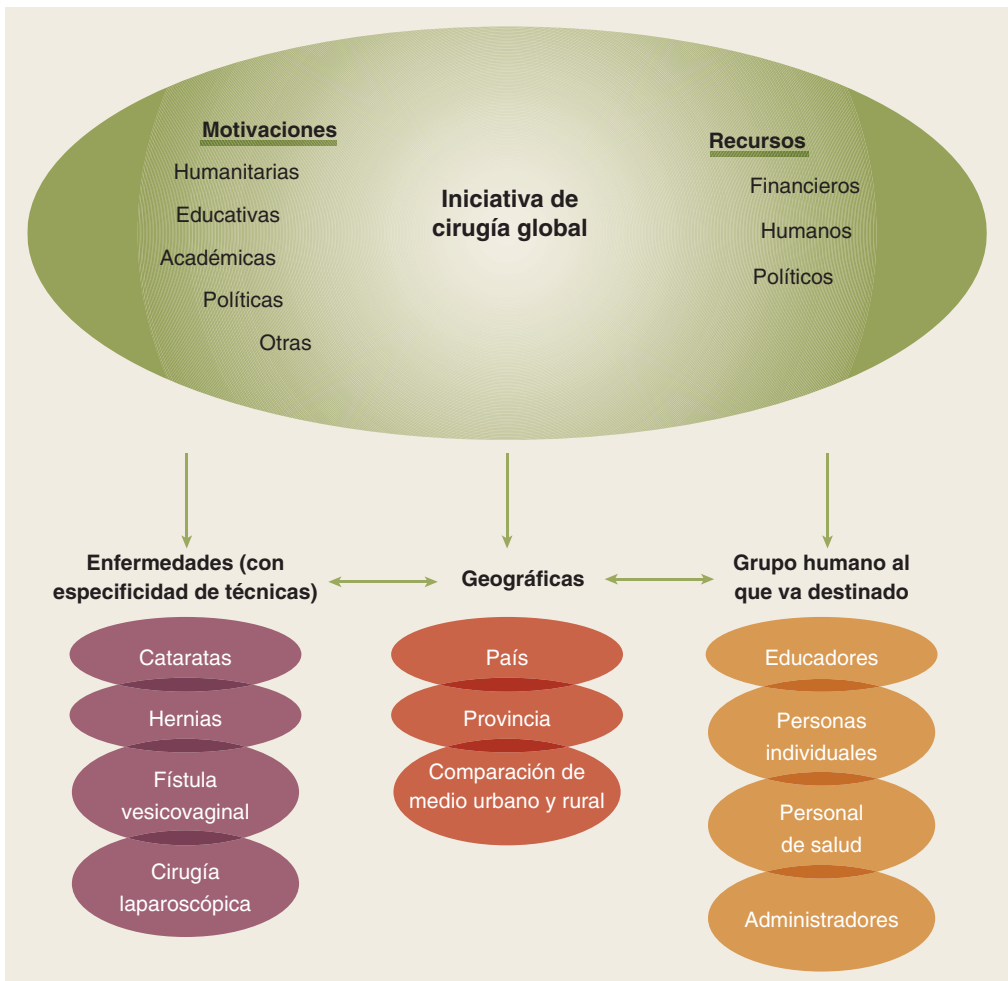 Motivaciones
Humanitarias
Educativas
Académicas
Políticas
Otras
Iniciativa de
cirugía global
Recursos
Financieros
Humanos
Políticos
Enfermedades (con
especificidad de técnicas)
Cataratas
Hernias
Fístula
vesicovaginal
Cirugía
laparoscópica
Geográficas
País
Provincia
Comparación de
medio urbano y rural
Grupo humano al
que va destinado
Educadores
Personas
individuales
Personal
de salud
Administradores